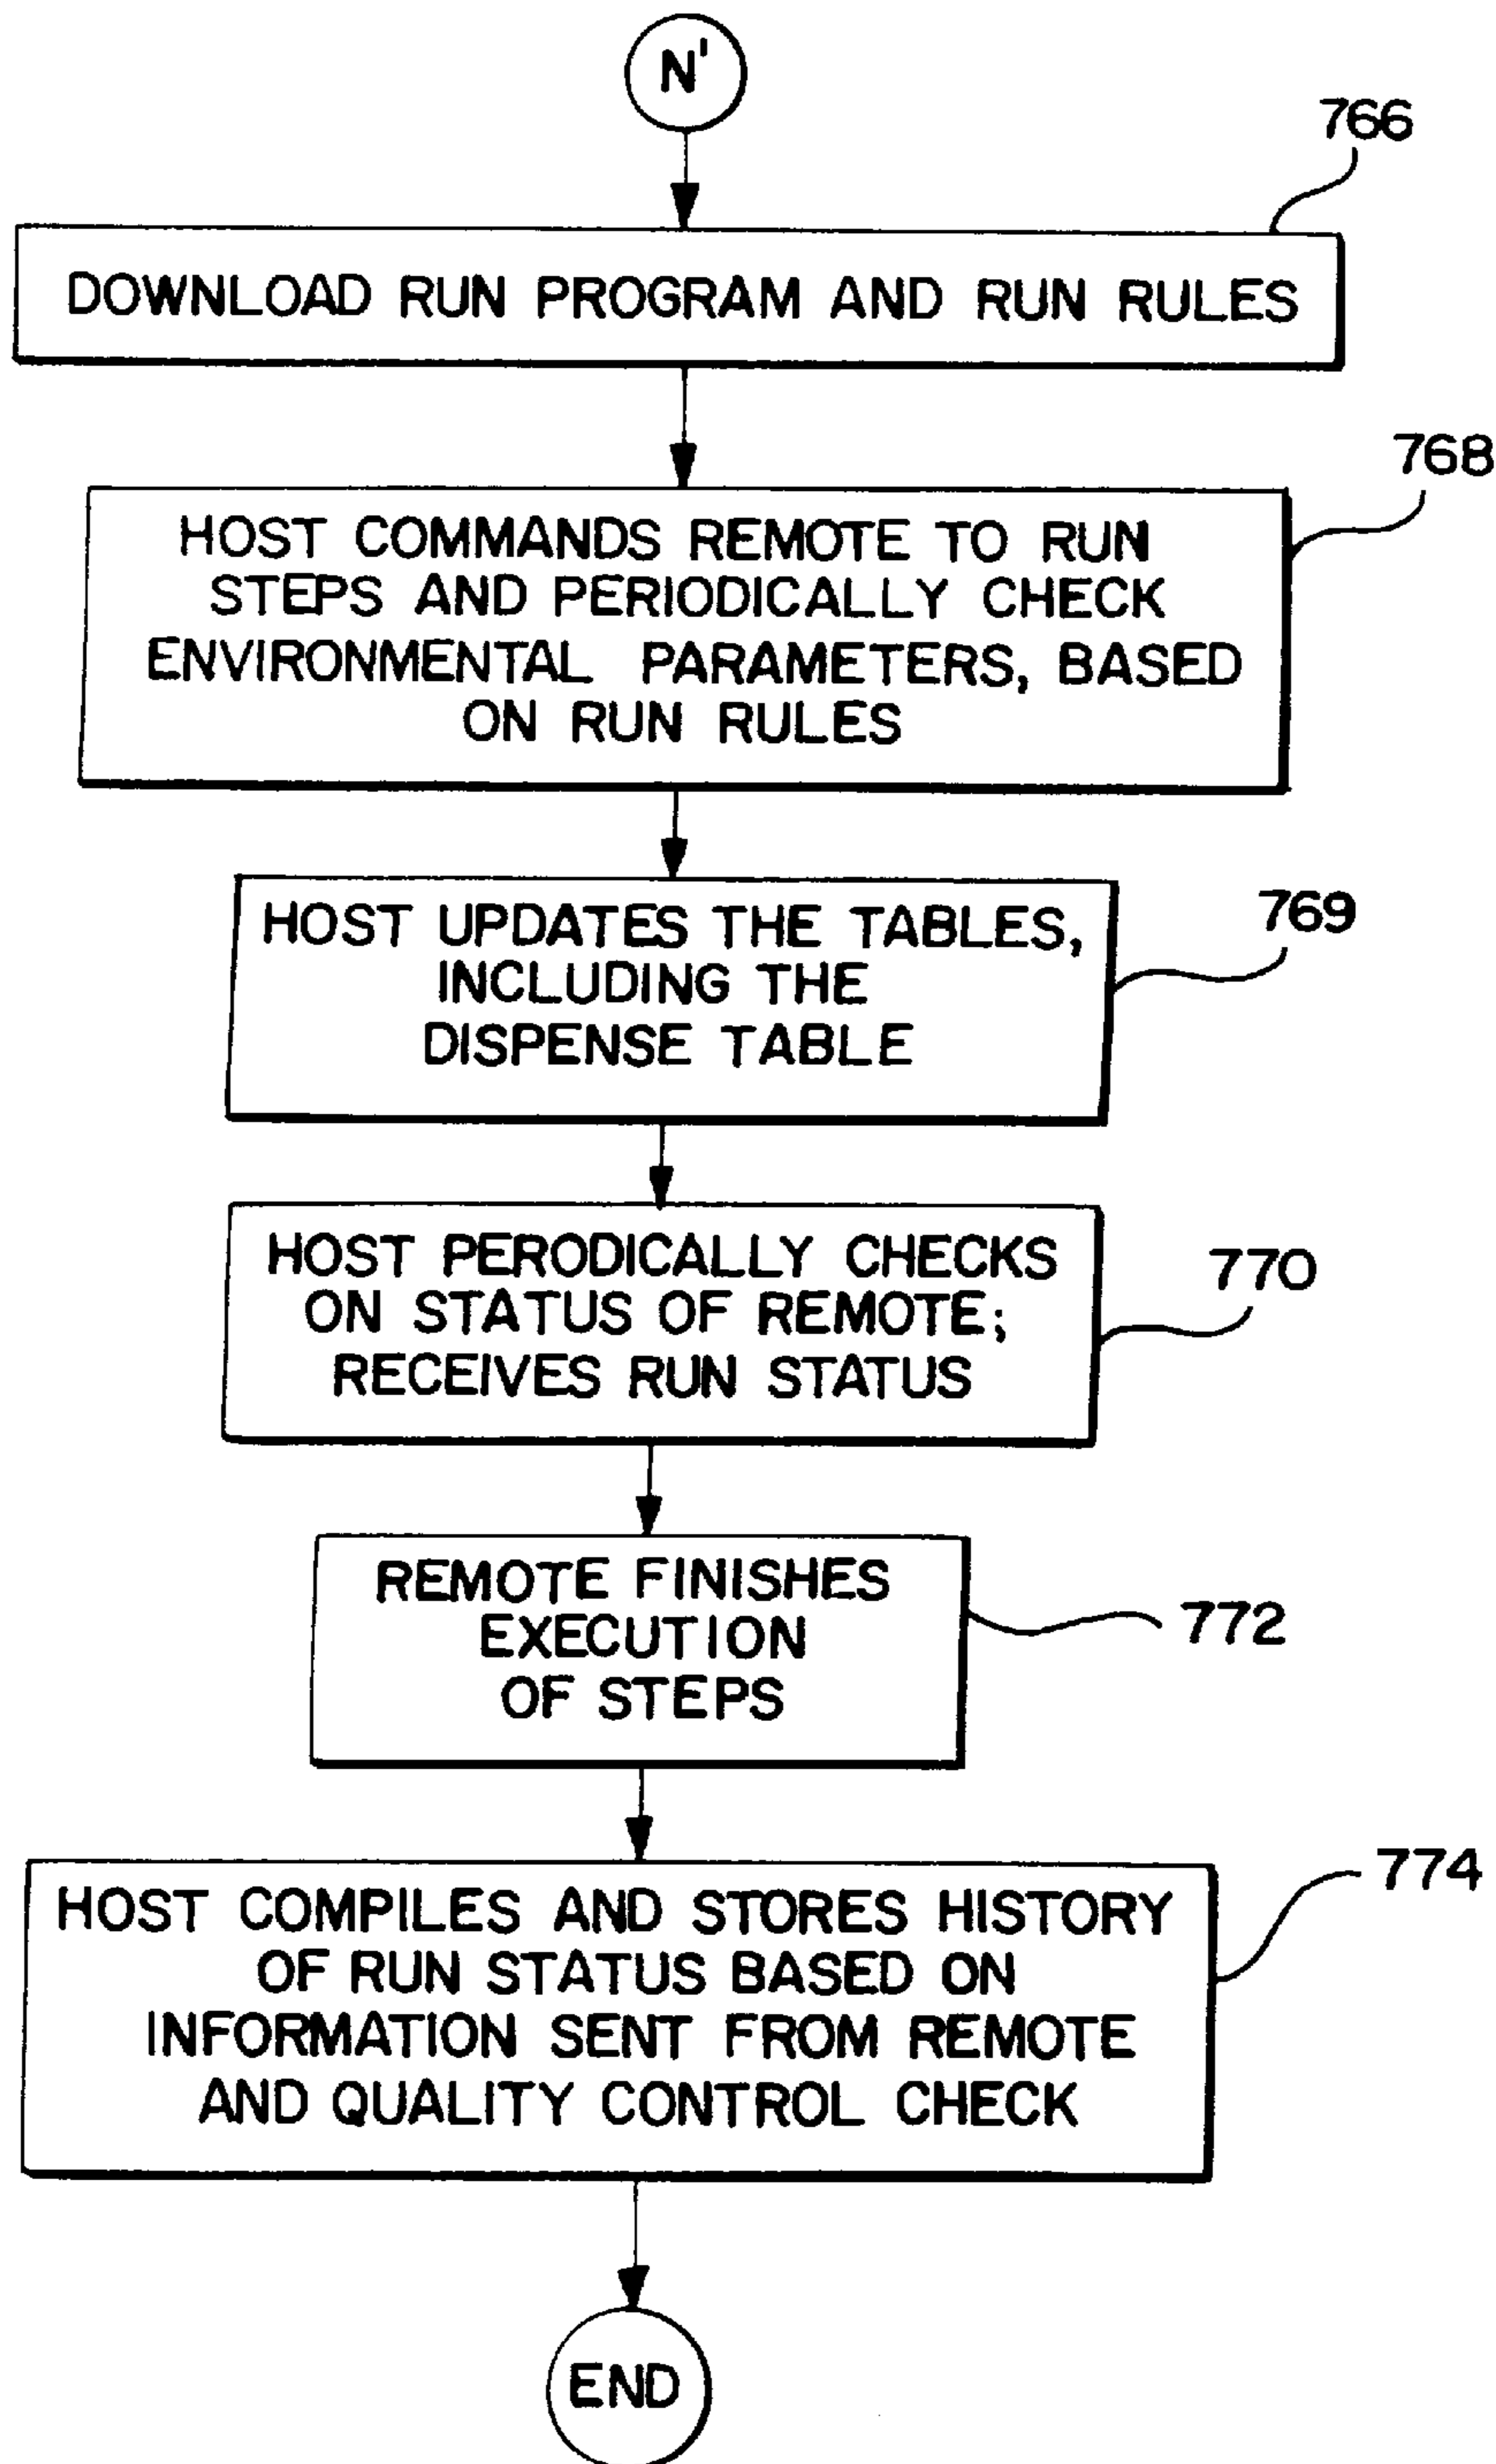 N'
766
DOWNLOAD RUN PROGRAM AND RUN RULES
768
HOST COMMANDS REMOTE TO RUN
STEPS AND PERIODICALLY CHECK
ENVIRONMENTAL PARAMETERS, BASED
ON RUN RULES
769
HOST UPDATES THE TABLES,
INCLUDING THE
DISPENSE TABLE
770
HOST PERODICALLY CHECKS
ON STATUS OF REMOTE;
RECEIVES RUN STATUS
772
REMOTE FINISHES
EXECUTION
OF STEPS
774
HOST COMPILES AND STORES HISTORY
OF RUN STATUS BASED ON
INFORMATION SENT FROM REMOTE
AND QUALITY CONTROL CHECK
END